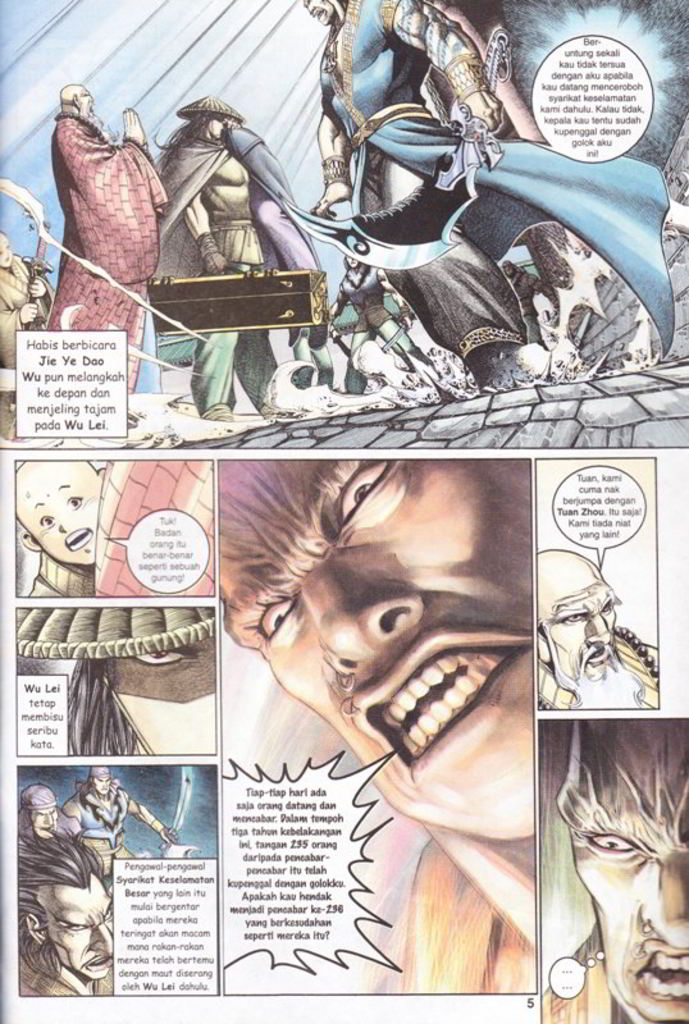 Ber-
untung sekali
kau tidak tersua
dengan aku apabila
kau datang menceroboh
syarikat keselamatan
kami dahulu. Kalau tidak,
kepala kau sudah
kupenggal dengan
golok aku
ini!
Habis berbicara
Jie Ye Dao
Wu pun melangkah
ke depan dan
menjeling tajam
pada Wu Lei.
Tuk!
Badan
orang itu
benar-benar
seperti sebuah
gunung!
Wu Lei
tetap
membisu
seribu
kata.
Pengawal-pengawal
Syarikat Keselamatan
Besar yang lain itu
mulai bergentar
apabila mereka
teringat akan macam
mana rakan-rakan
mereka telah bertemu
dengan maut diserang
oleh Wu Lei dahulu.
Tiap-tiap hari ada
saja orang datang dan
mencabar. Dalam tempoh
tiga tahun kebelakangan
ini, tangan 235 orang
daripada pencabar-
pencabar itu telah
kupenggal dengan golokku.
Apakah kau hendak
menjadi pencabar ke-236
yang berkesudahan
seperti mereka itu?
Tuan, kami
cuma nak
berjumpa dengan
Tuan Zhou. Itu saja!
Kami tiada niat
yang lain!
...
...
5